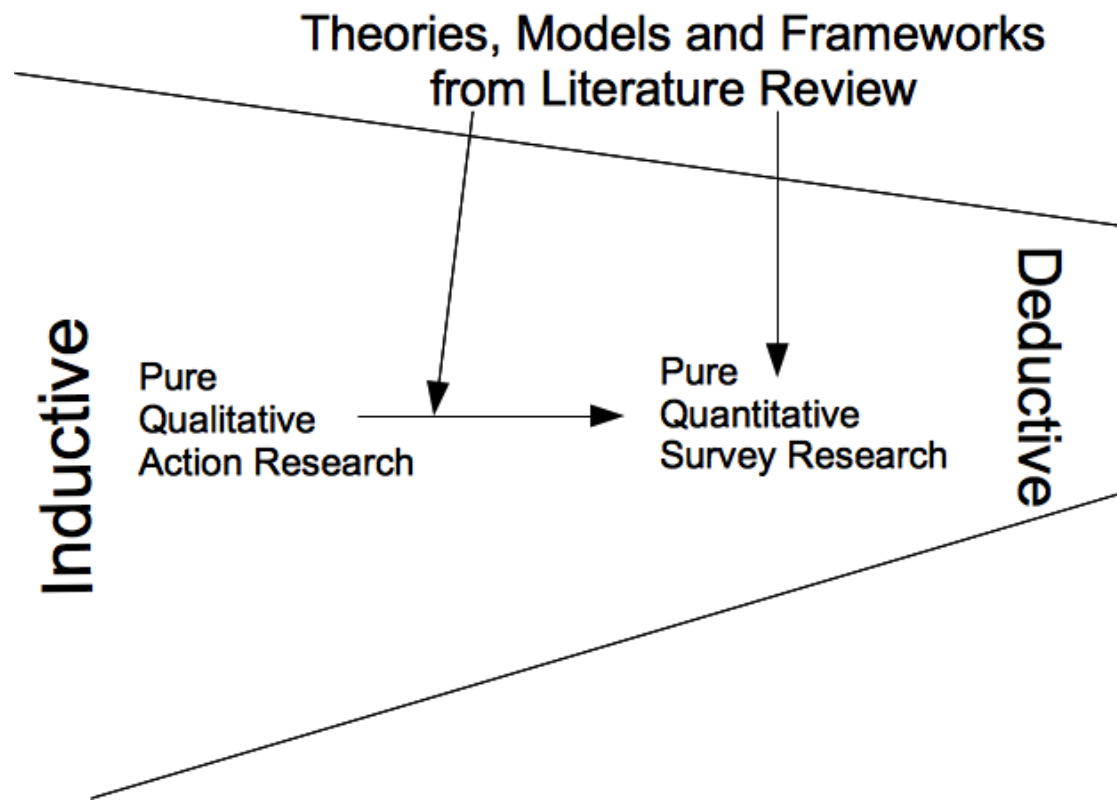 Theories, Models and Frameworks
from Literature Review
Inductive
Pure
Qualitative
Action Research
Pure
Quantitative
Survey Research
Deductive